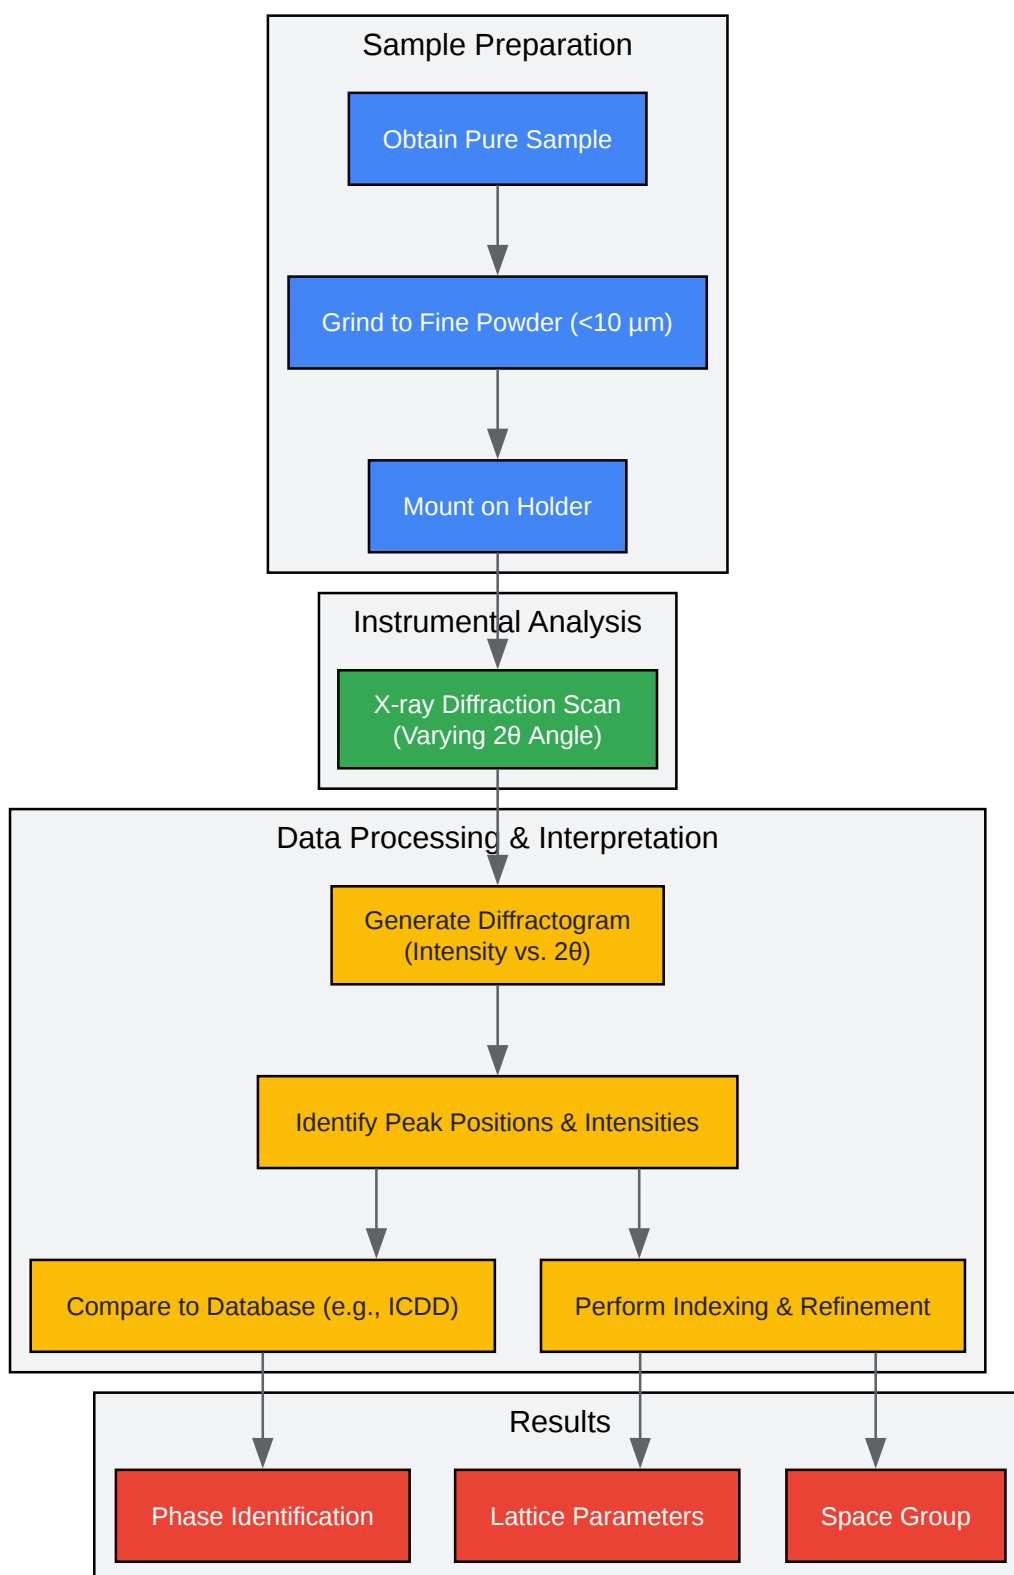 Sample Preparation
Obtain Pure Sample
Grind to Fine Powder (<10 µm)
Mount on Holder
Instrumental Analysis
X-ray Diffraction Scan
(Varying 2θ Angle)
Data Processing & Interpretation
Generate Diffractogram
(Intensity vs. 2θ)
Identify Peak Positions & Intensities
Compare to Database (e.g., ICDD)
Perform Indexing & Refinement
Results
Phase Identification
Lattice Parameters
Space Group